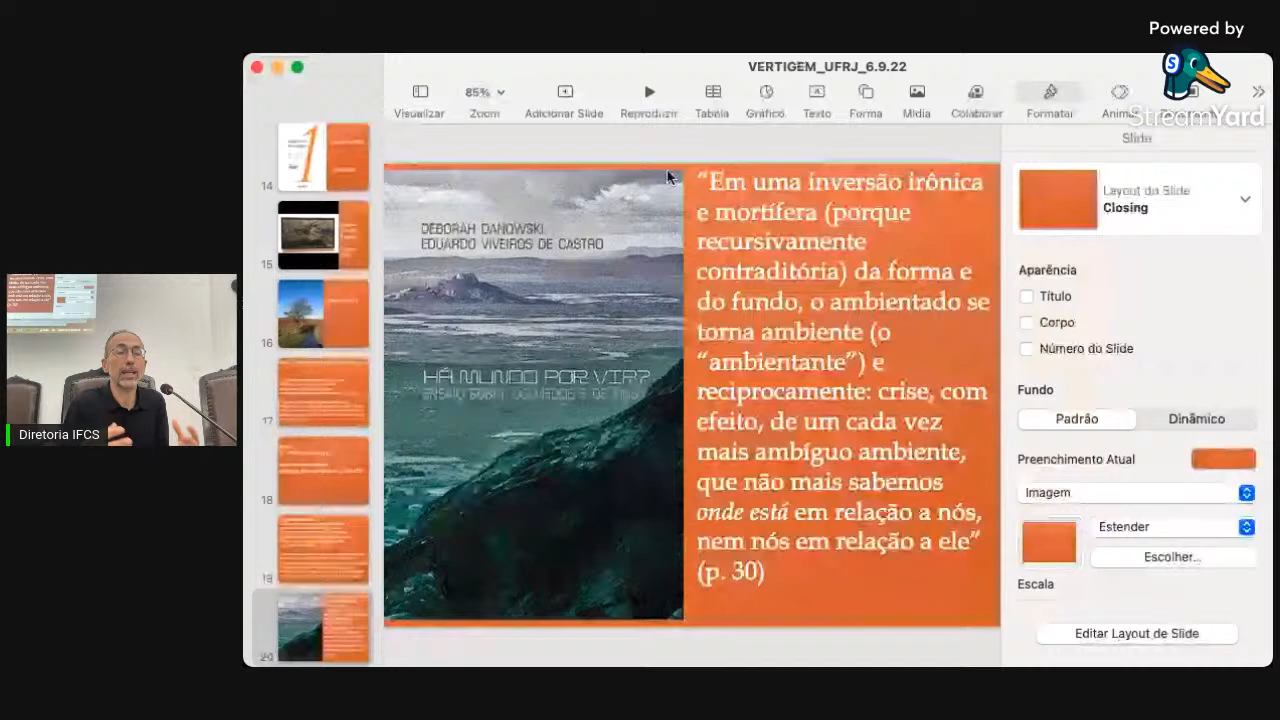 Powered by
StreamYard
VERTIGEM_UFRJ_6.9.22
Visualizar
85%
Zoom
Adicionar Slide
Reproduzir
Tabela
Gráfico
Texto
Forma
Mídia
Colaborar
Formatar
Slide
14
15
16
17
18
19
20
DÉBORAH DANOWSKI
EDUARDO VIVEIROS DE CASTRO
HÁ MUNDO POR VIR?
“Em uma inversão irônica
e mortífera (porque
recursivamente
contraditória) da forma e
do fundo, o ambientado se
torna ambiente (o
“ambientante”) e
reciprocamente: crise, com
efeito, de um cada vez
mais ambíguo ambiente,
que não mais sabemos
onde está em relação a nós,
nem nós em relação a ele”
(p. 30)
Layout do Slide
Closing
Aparência
Título
Corpo
Número do Slide
Fundo
Padrão
Dinâmico
Preenchimento Atual
Imagem
Estender
Escolher...
Escala
Editar Layout de Slide
Diretoria IFCS